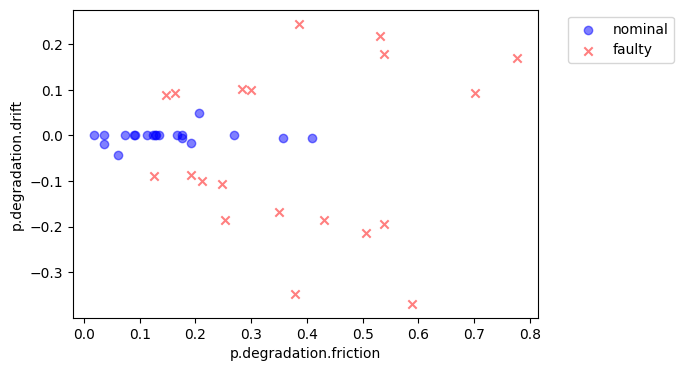 nominal
faulty
0.2
0.1
0.0
−0.1
−0.2
−0.3
p.degradation.drift
0.0 0.1 0.2 0.3 0.4 0.5 0.6 0.7 0.8
p.degradation.friction